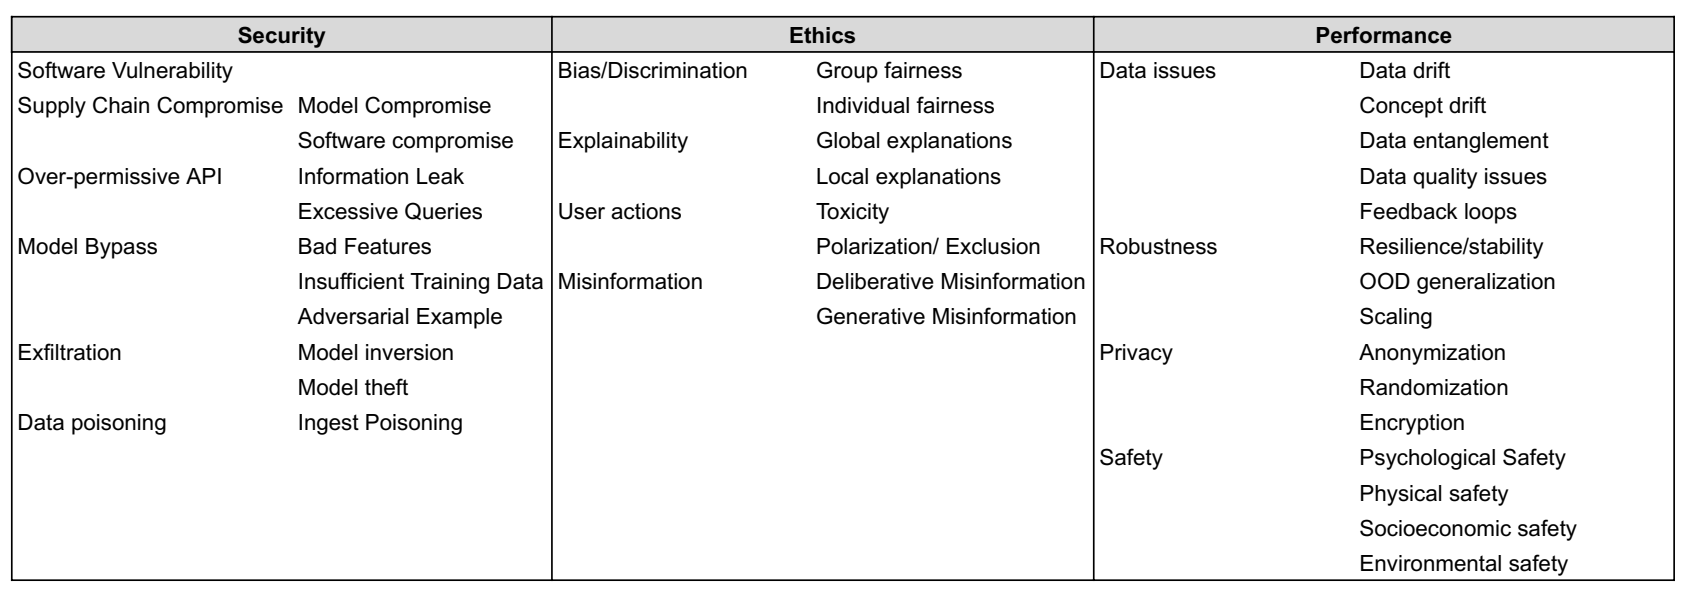 Security Ethics Performance
Software Vulnerability Bias/Discrimination Group fairness Data issues Data drift
Supply Chain Compromise Model Compromise Individual fairness Concept drift
Software compromise Explainability Global explanations Data entanglement
Over-permissive API Information Leak Local explanations Data quality issues
Excessive Queries User actions Toxicity Feedback loops
Model Bypass Bad Features Polarization/ Exclusion Robustness Resilience/stability
Insufficient Training Data Misinformation Deliberative Misinformation OOD generalization
Adversarial Example Generative Misinformation Scaling
Exfiltration Model inversion Privacy Anonymization
Model theft Randomization
Data poisoning Ingest Poisoning Encryption
Safety Psychological Safety
Physical safety
Socioeconomic safety
Environmental safety